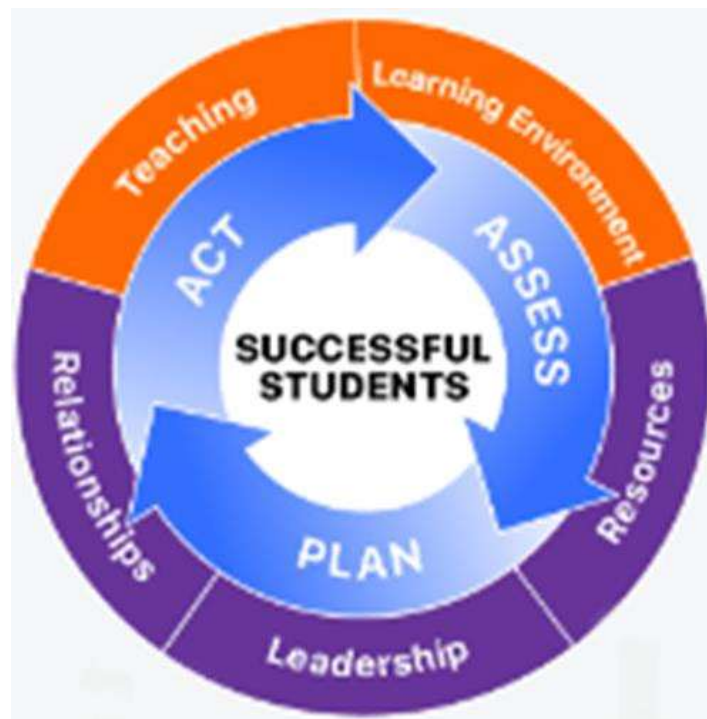 Teaching
Learning Environment
ACT
ASSESS
SUCCESSFUL
STUDENTS
Relationships
Resources
PLAN
Leadership